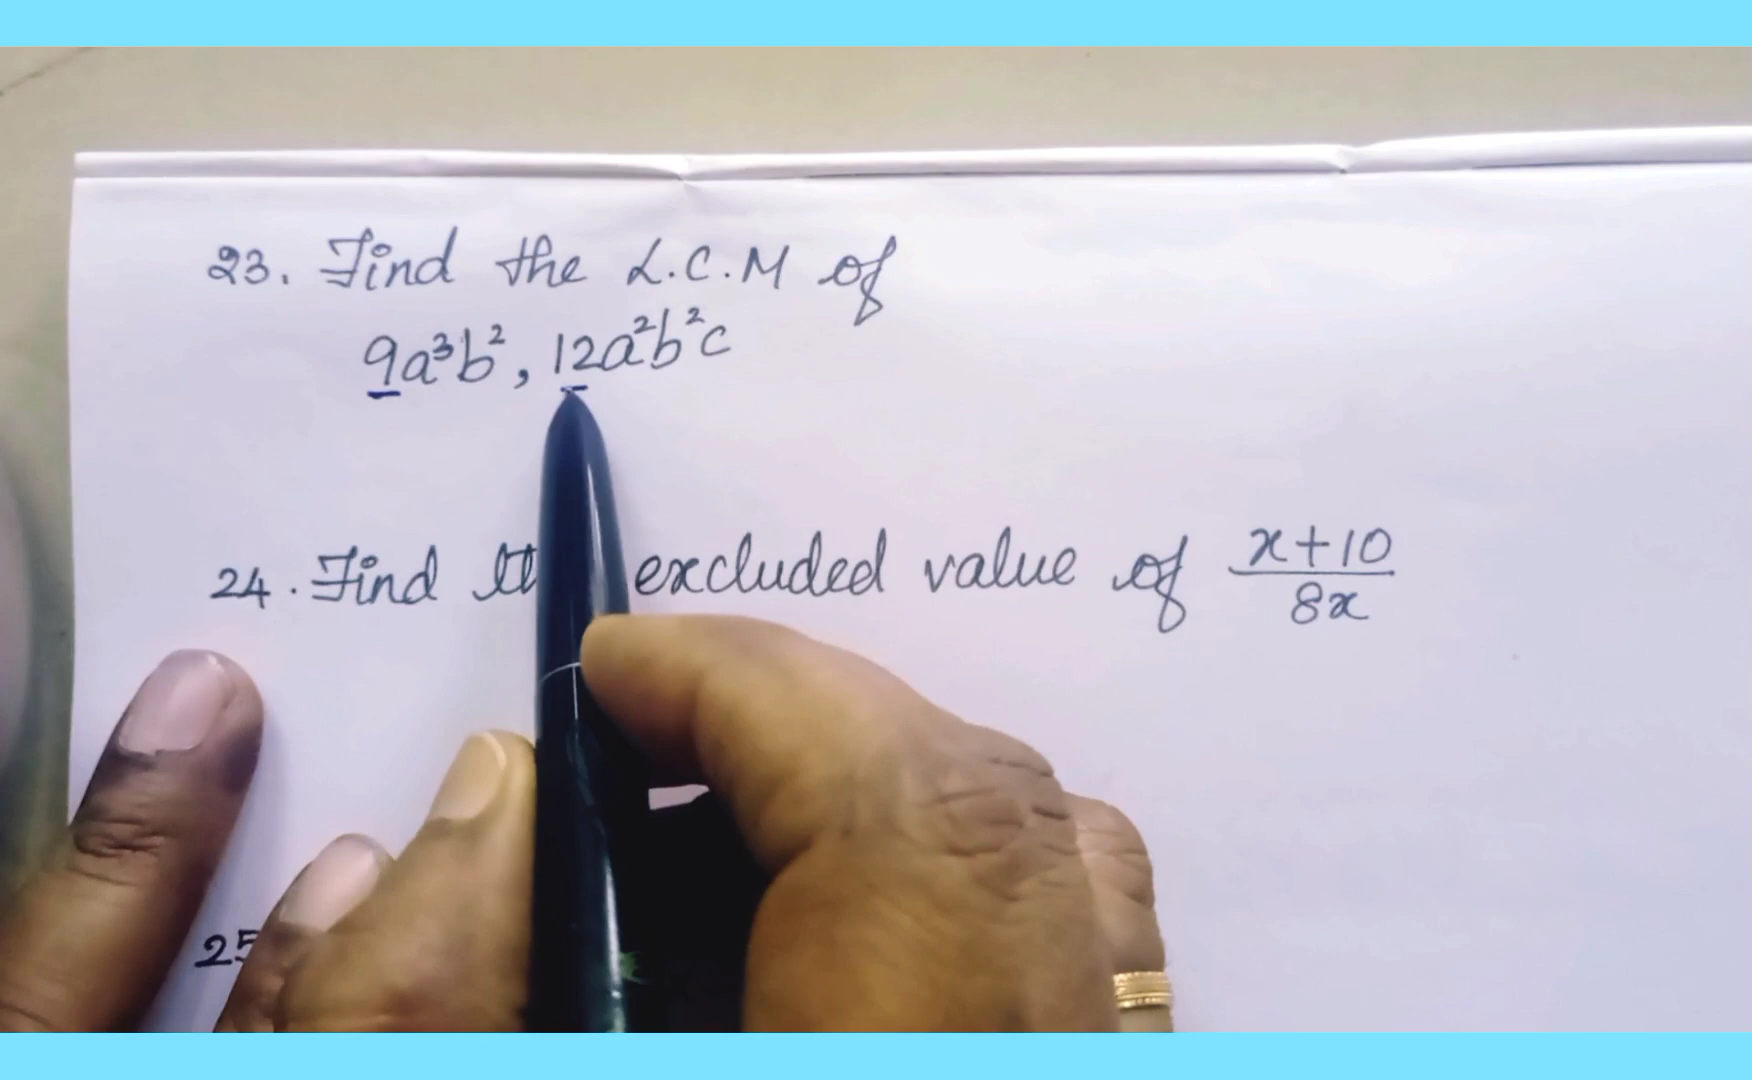 23. Find the L.C.M of
9a³b², 12a²b²c
24. Find excluded value of x+10/8x
25